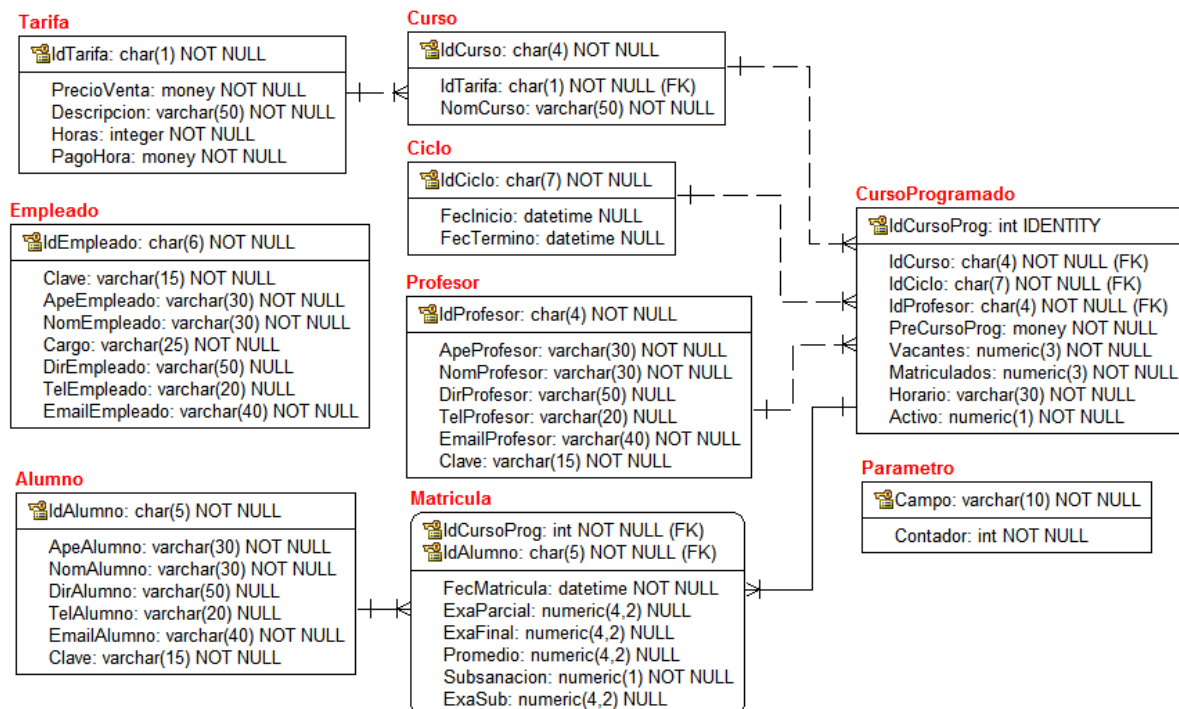 Tarifa
IdTarifa: char(1) NOT NULL
PrecioVenta: money NOT NULL
Descripcion: varchar(50) NOT NULL
Horas: integer NOT NULL
PagoHora: money NOT NULL
Curso
IdCurso: char(4) NOT NULL
IdTarifa: char(1) NOT NULL (FK)
NomCurso: varchar(50) NOT NULL
Ciclo
IdCiclo: char(7) NOT NULL
FecInicio: datetime NULL
FecTermino: datetime NULL
Empleado
IdEmpleado: char(6) NOT NULL
Clave: varchar(15) NOT NULL
ApeEmpleado: varchar(30) NOT NULL
NomEmpleado: varchar(30) NOT NULL
Cargo: varchar(25) NOT NULL
DirEmpleado: varchar(50) NULL
TelEmpleado: varchar(20) NULL
EmailEmpleado: varchar(40) NOT NULL
Profesor
IdProfesor: char(4) NOT NULL
ApeProfesor: varchar(30) NOT NULL
NomProfesor: varchar(30) NOT NULL
DirProfesor: varchar(50) NULL
TelProfesor: varchar(20) NULL
EmailProfesor: varchar(40) NOT NULL
Clave: varchar(15) NOT NULL
CursoProgramado
IdCursoProg: int IDENTITY
IdCurso: char(4) NOT NULL (FK)
IdCiclo: char(7) NOT NULL (FK)
IdProfesor: char(4) NOT NULL (FK)
PreCursoProg: money NOT NULL
Vacantes: numeric(3) NOT NULL
Matriculados: numeric(3) NOT NULL
Horario: varchar(30) NOT NULL
Activo: numeric(1) NOT NULL
Alumno
IdAlumno: char(5) NOT NULL
ApeAlumno: varchar(30) NOT NULL
NomAlumno: varchar(30) NOT NULL
DirAlumno: varchar(50) NULL
TelAlumno: varchar(20) NULL
EmailAlumno: varchar(40) NOT NULL
Clave: varchar(15) NOT NULL
Matricula
IdCursoProg: int NOT NULL (FK)
IdAlumno: char(5) NOT NULL (FK)
FecMatricula: datetime NOT NULL
ExaParcial: numeric(4,2) NULL
ExaFinal: numeric(4,2) NULL
Promedio: numeric(4,2) NULL
Subsanacion: numeric(1) NOT NULL
ExaSub: numeric(4,2) NULL
Parametro
Campo: varchar(10) NOT NULL
Contador: int NOT NULL